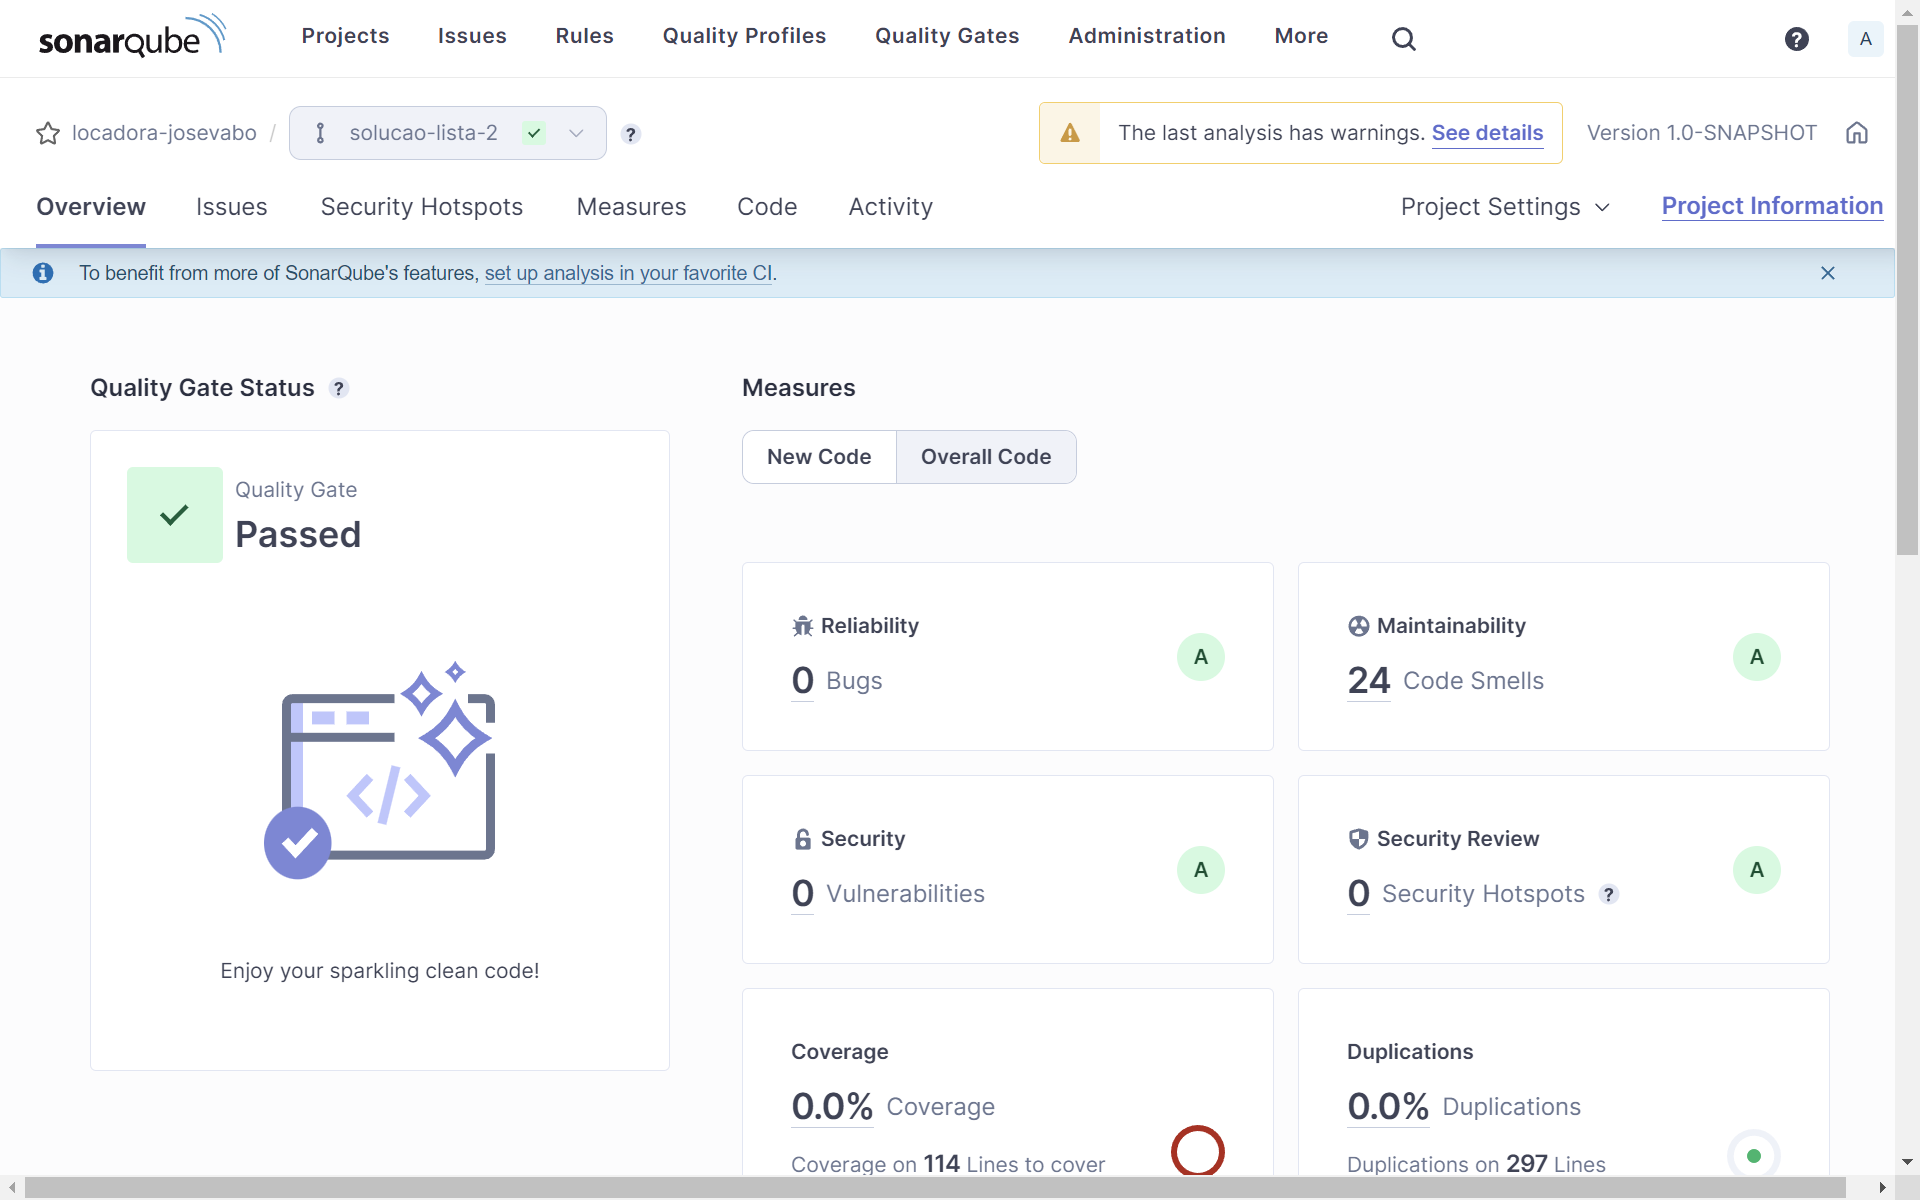 sonarqube Projects Issues Rules Quality Profiles Quality Gates Administration More ? A
locadora-josevabo / solucao-lista-2 ? The last analysis has warnings. See details Version 1.0-SNAPSHOT
Overview Issues Security Hotspots Measures Code Activity Project Settings Project Information
To benefit from more of SonarQube's features, set up analysis in your favorite CI.
Quality Gate Status ?
Quality Gate
Passed
Enjoy your sparkling clean code!
Measures
New Code Overall Code
Reliability
0 Bugs
A
Maintainability
24 Code Smells
A
Security
0 Vulnerabilities
A
Security Review
0 Security Hotspots ?
A
Coverage
0.0% Coverage
Coverage on 114 Lines to cover
Duplications
0.0% Duplications
Duplications on 297 Lines